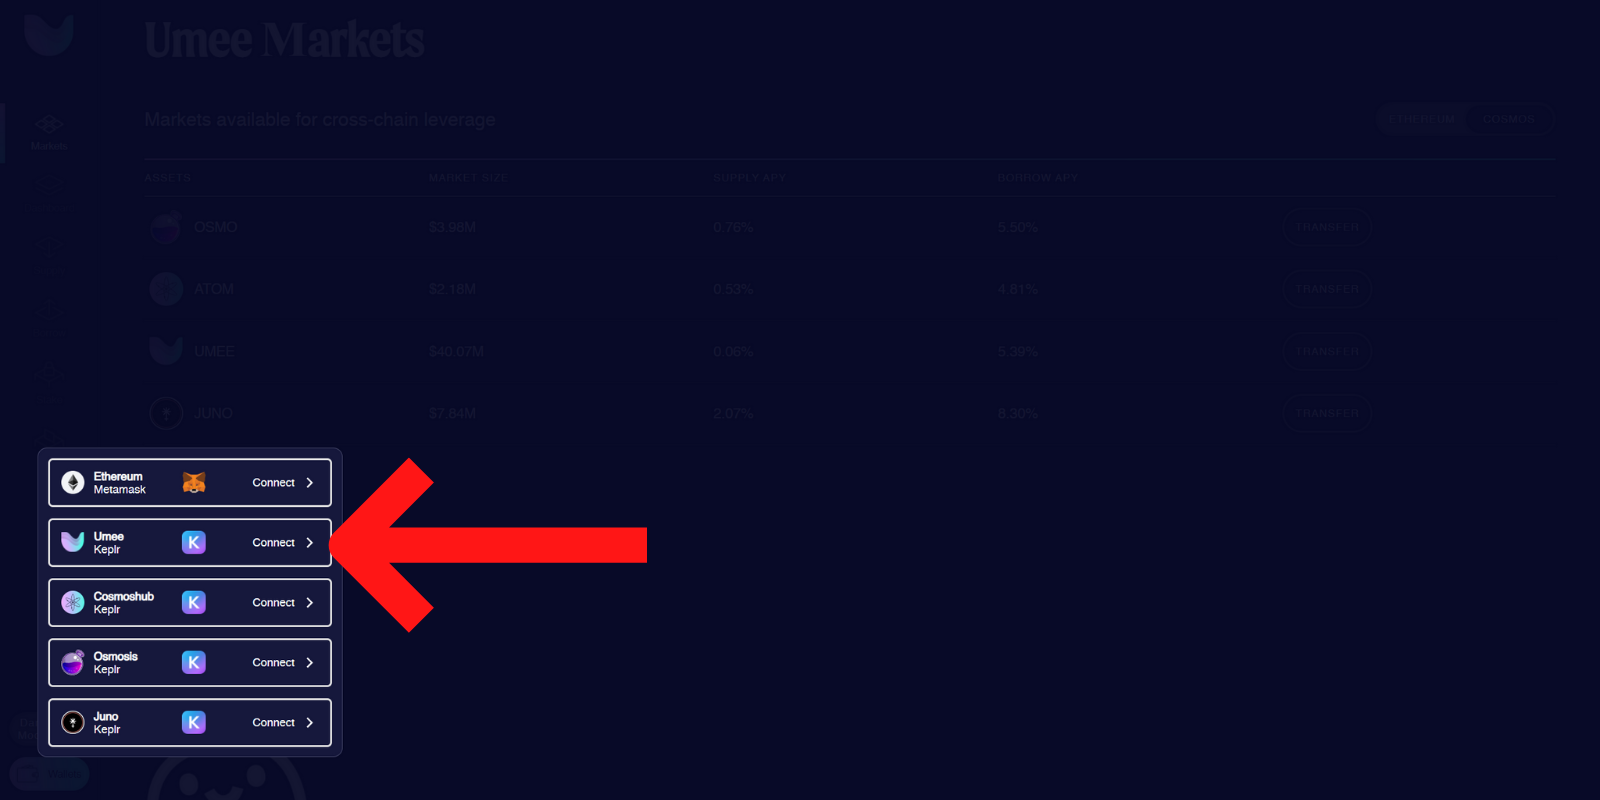 Umee Markets
Markets available for cross-chain leverage
ETHEREUM COSMOS
Markets
ASSETS MARKET SIZE SUPPLY APY BORROW APY
OSMO $3.98M 0.76% 5.50% TRANSFER
ATOM $2.18M 0.53% 4.81% TRANSFER
UMEE $40.07M 0.06% 5.39% TRANSFER
JUNO $7.84M 2.07% 8.30% TRANSFER
Ethereum
Metamask
Connect
Umee
Keplr
K
Connect
Cosmoshub
Keplr
K
Connect
Osmosis
Keplr
K
Connect
Juno
Keplr
K
Connect